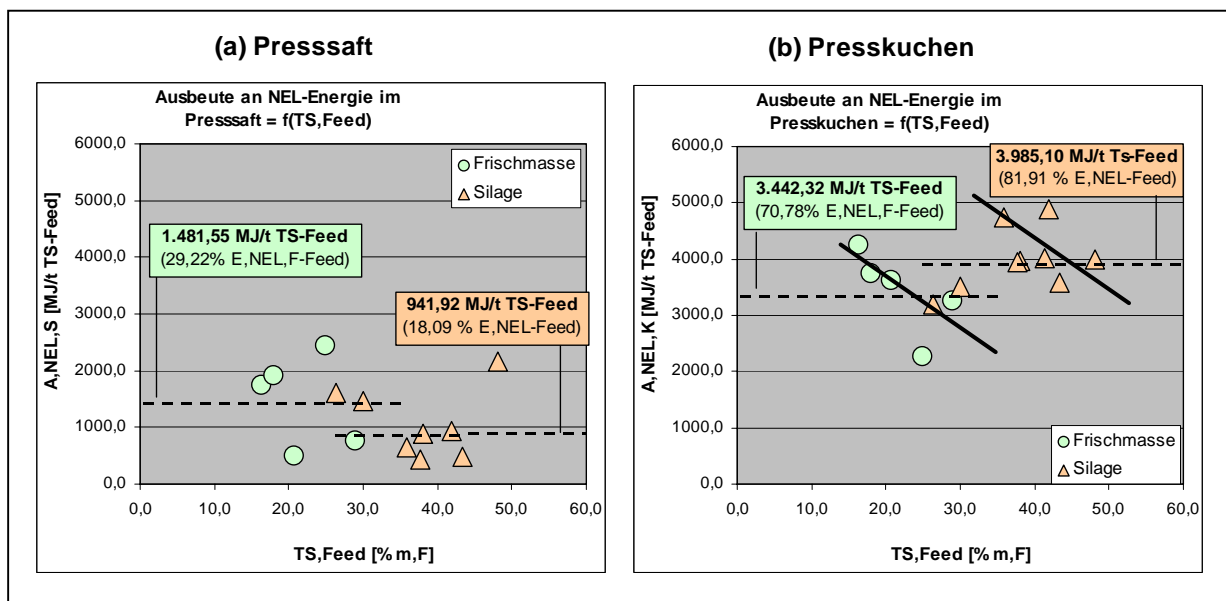 (a) Presssaft
Ausbeute an NEL-Energie im
Presssaft = f(TS,Feed)
A,NEL,S [MJ/t TS-Feed]
6000,0
5000,0
4000,0
3000,0
2000,0
1000,0
0,0
Frischmasse
Silage
1.481,55 MJ/t TS-Feed
(29,22% E,NEL,F-Feed)
941,92 MJ/t TS-Feed
(18,09 % E,NEL-Feed)
0,0 10,0 20,0 30,0 40,0 50,0 60,0
TS,Feed [% m,F]
(b) Presskuchen
Ausbeute an NEL-Energie im
Presskuchen = f(TS,Feed)
A,NEL,K [MJ/t TS-Feed]
6000,0
5000,0
4000,0
3000,0
2000,0
1000,0
0,0
3.985,10 MJ/t Ts-Feed
(81,91 % E,NEL-Feed)
3.442,32 MJ/t TS-Feed
(70,78% E,NEL,F-Feed)
Frischmasse
Silage
0,0 10,0 20,0 30,0 40,0 50,0 60,0
TS,Feed [% m,F]